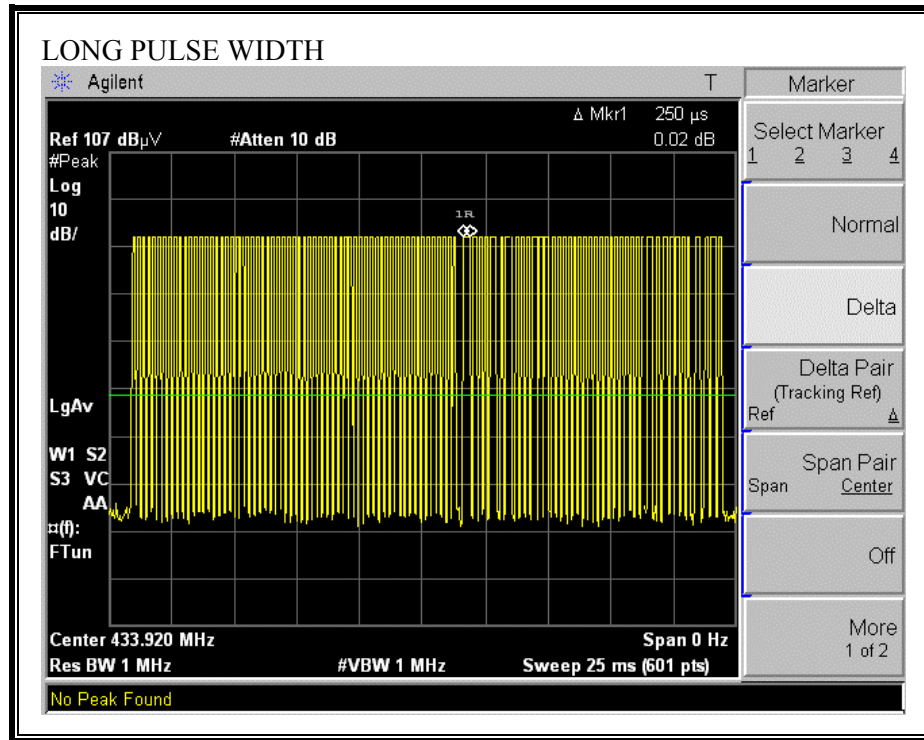 LONG PULSE WIDTH
Agilent
T
Marker
Δ Mkr1 250 µs
Ref 107 dBµV #Atten 10 dB 0.02 dB
#Peak
Log
10
dB/
1R
LgAv
W1 S2
S3 VC
AA
¤(f):
FTun
Center 433.920 MHz Span 0 Hz
Res BW 1 MHz #VBW 1 MHz Sweep 25 ms (601 pts)
No Peak Found
Select Marker
1 2 3 4
Normal
Delta
Delta Pair
(Tracking Ref)
Ref Δ
Span Pair
Span Center
Off
More
1 of 2